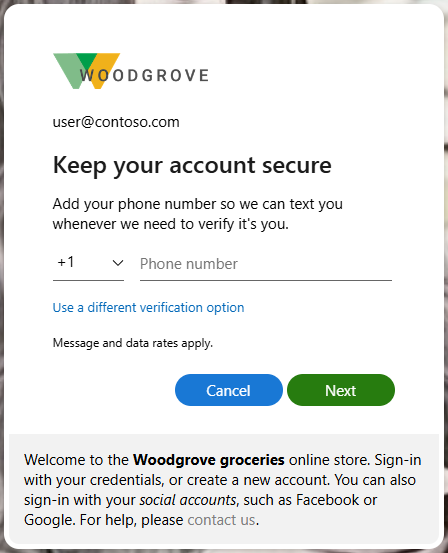 WOODGROVE
user@contoso.com
Keep your account secure
Add your phone number so we can text you
whenever we need to verify it's you.
+1 Phone number
Use a different verification option
Message and data rates apply.
Cancel Next
Welcome to the Woodgrove groceries online store. Sign-in
with your credentials, or create a new account. You can also
sign-in with your social accounts, such as Facebook or
Google. For help, please contact us.